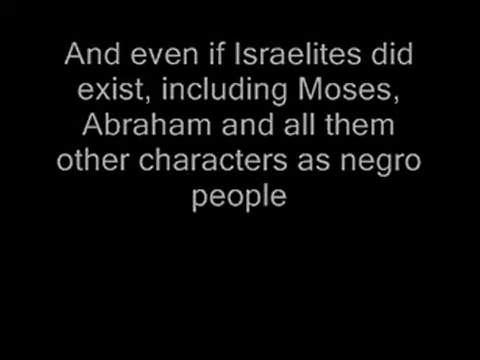 And even if Israelites did
exist, including Moses,
Abraham and all them
other characters as negro
people